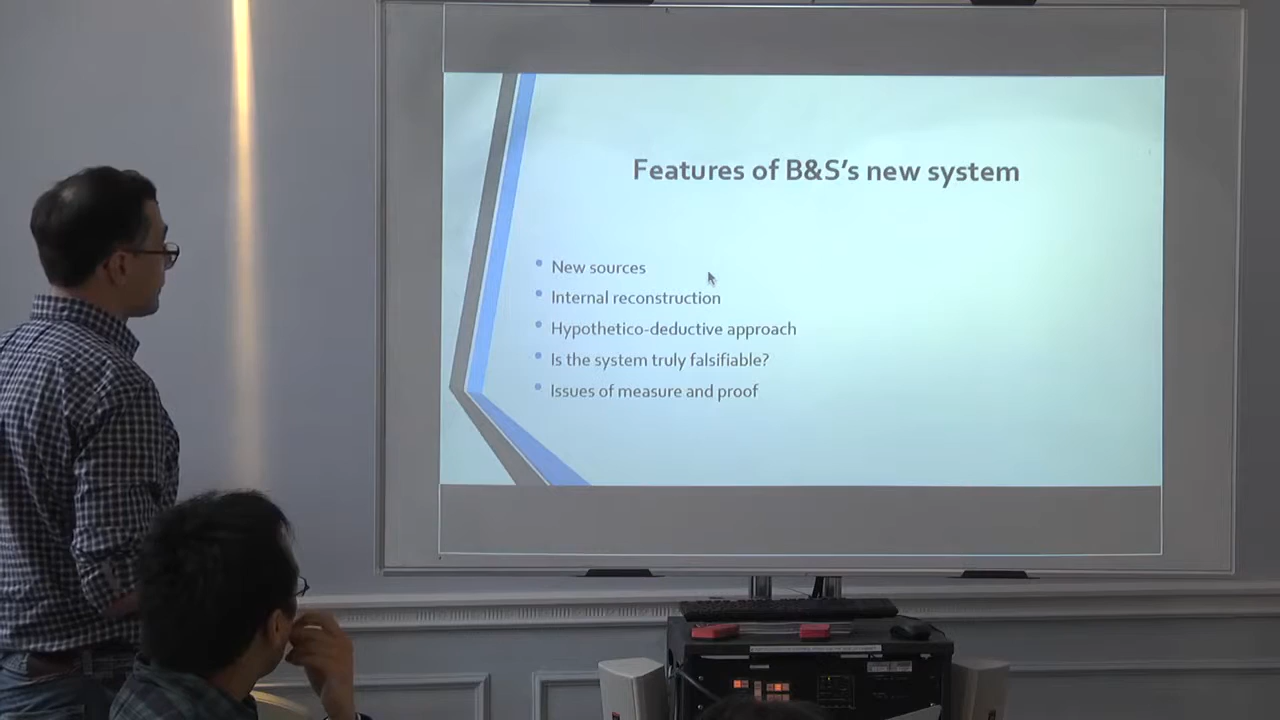 Features of B&S's new system
New sources
Internal reconstruction
Hypothetico-deductive approach
Is the system truly falsifiable?
Issues of measure and proof